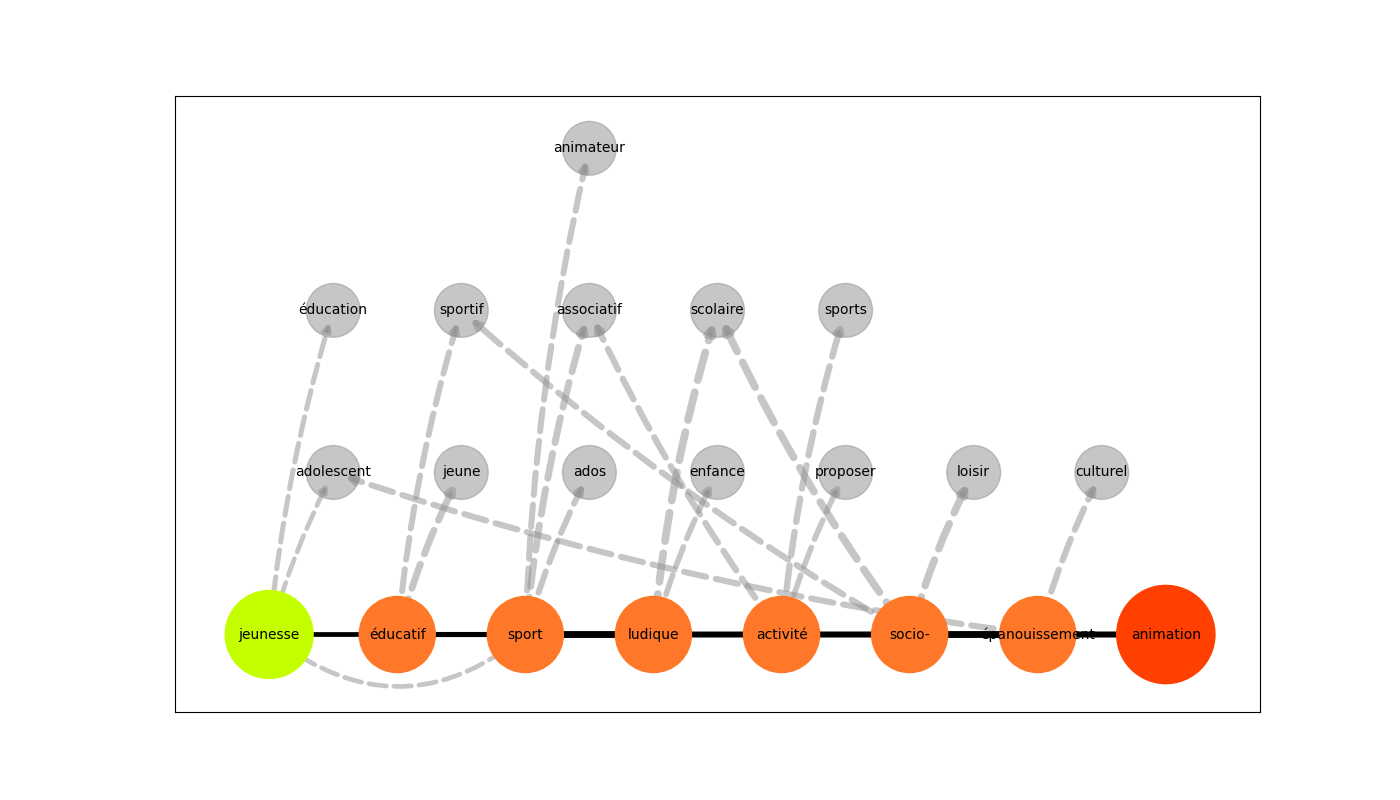 animateur
éducation
sportif
associatif
scolaire
sports
adolescent
jeune
ados
enfance
proposer
loisir
culturel
jeunesse
éducatif
sport
ludique
activité
socio-
épanouissement
animation